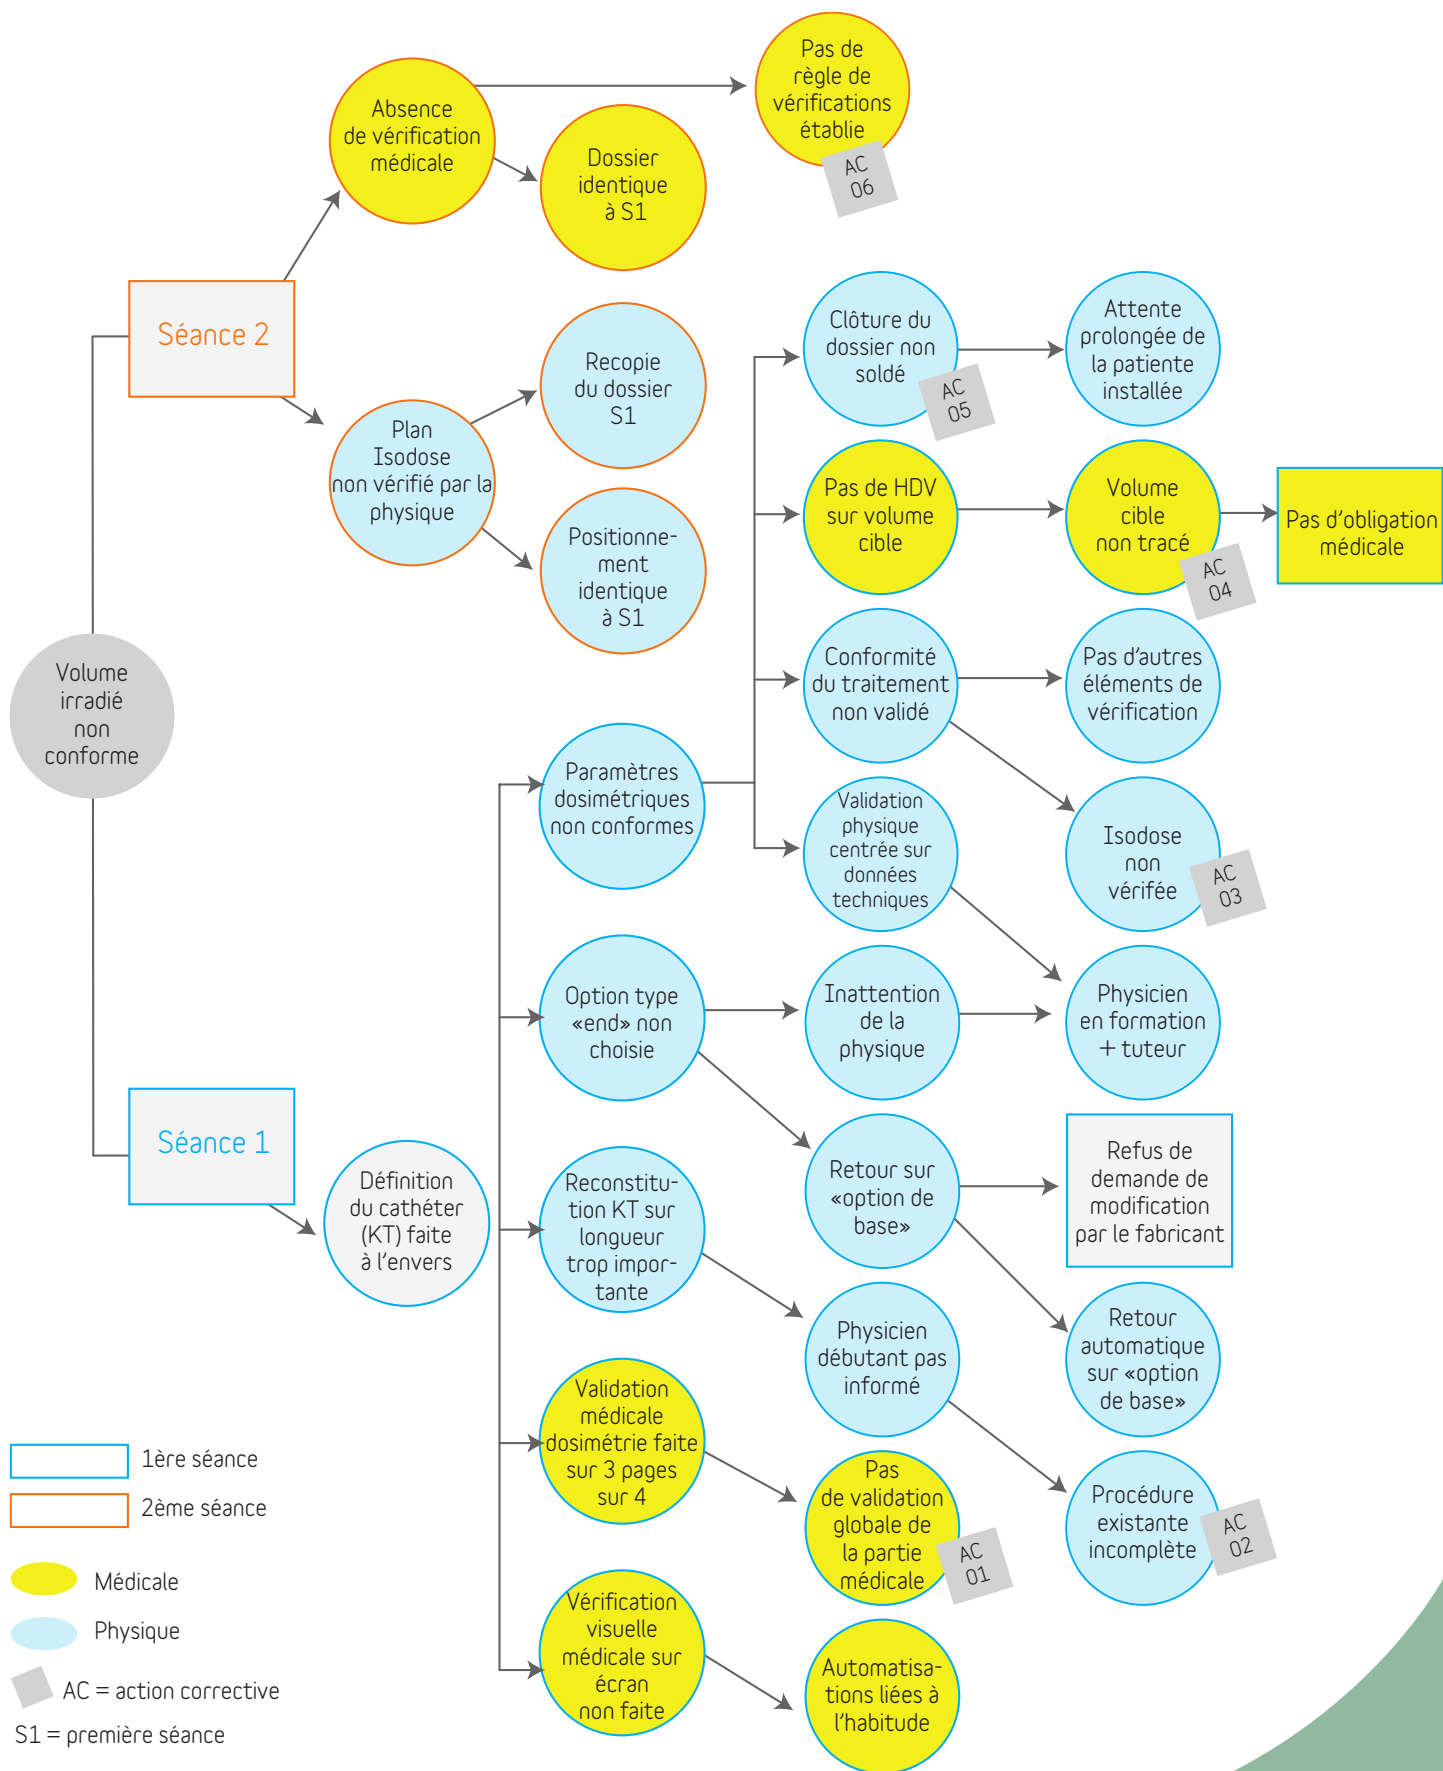 Pas de
règle de
vérifications
établie
AC
06
Absence
de vérification
médicale
Dossier
identique
à S1
Séance 2
Recopie
du dossier
S1
Plan
Isodose
non vérifié par la
physique
Positionne-
ment
identique
à S1
Clôture du
dossier non
soldé
AC
05
Attente
prolongée de
la patiente
installée
Pas de HDV
sur volume
cible
Volume
cible
non tracé
AC
04
Pas d'obligation
médicale
Volume
irradié
non
conforme
Conformité
du traitement
non validé
Pas d'autres
éléments de
vérification
Paramètres
dosimétriques
non conformes
Validation
physique
centrée sur
données
techniques
Isodose
non
vérifée
AC
03
Option type
«end» non
choisie
Inattention
de la
physique
Physicien
en formation
+ tuteur
Séance 1
Définition
du cathéter
(KT) faite
à l'envers
Reconstitu-
tion KT sur
longueur
trop impor-
tante
Retour sur
«option de
base»
Refus de
demande de
modification
par le fabricant
Physicien
débutant pas
informé
Retour
automatique
sur «option
de base»
Validation
médicale
dosimétrie faite
sur 3 pages
sur 4
Pas
de validation
globale de
la partie
médicale
AC
01
Procédure
existante
incomplète
AC
02
Vérification
visuelle
médicale sur
écran
non faite
Automatisa-
tions liées à
l'habitude
1ère séance
2ème séance
Médicale
Physique
AC = action corrective
S1 = première séance